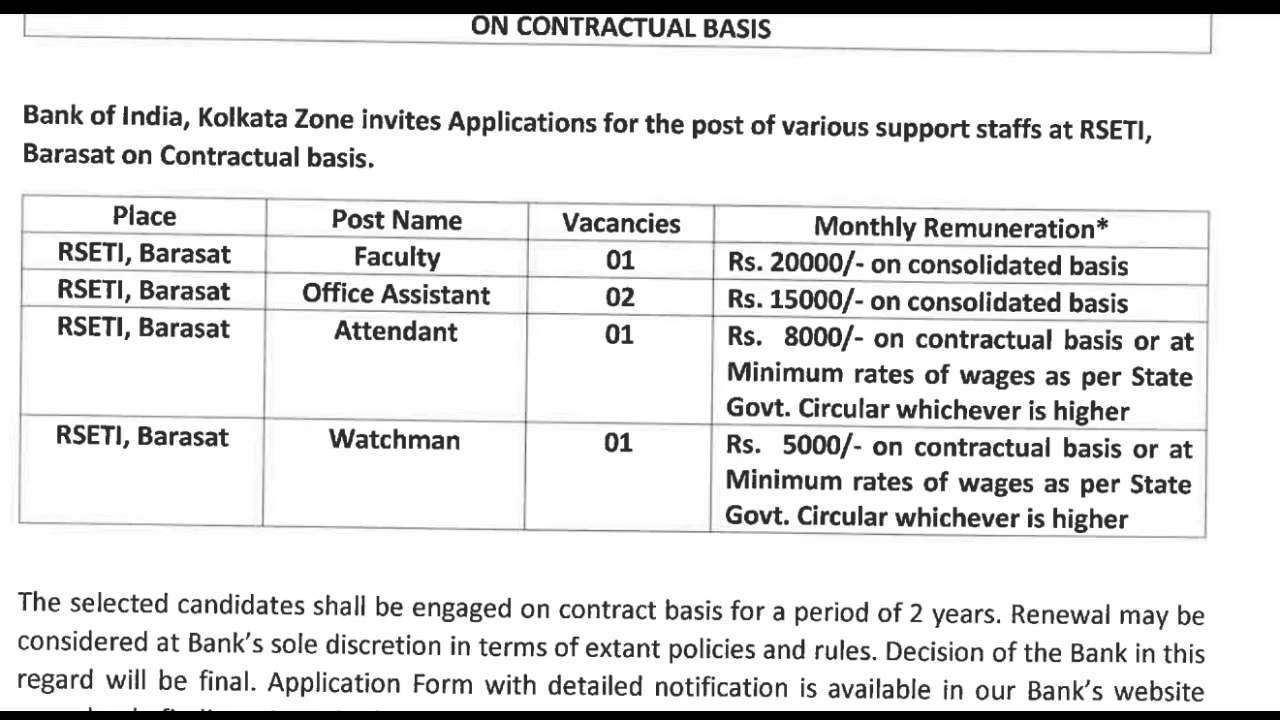 ON CONTRACTUAL BASIS
Bank of India, Kolkata Zone invites Applications for the post of various support staffs at RSETI,
Barasat on Contractual basis.
Place Post Name Vacancies Monthly Remuneration*
RSETI, Barasat Faculty 01 Rs. 20000/- on consolidated basis
RSETI, Barasat Office Assistant 02 Rs. 15000/- on consolidated basis
RSETI, Barasat Attendant 01 Rs. 8000/- on contractual basis or at
Minimum rates of wages as per State
Govt. Circular whichever is higher
RSETI, Barasat Watchman 01 Rs. 5000/- on contractual basis or at
Minimum rates of wages as per State
Govt. Circular whichever is higher
The selected candidates shall be engaged on contract basis for a period of 2 years. Renewal may be
considered at Bank's sole discretion in terms of extant policies and rules. Decision of the Bank in this
regard will be final. Application Form with detailed notification is available in our Bank's website